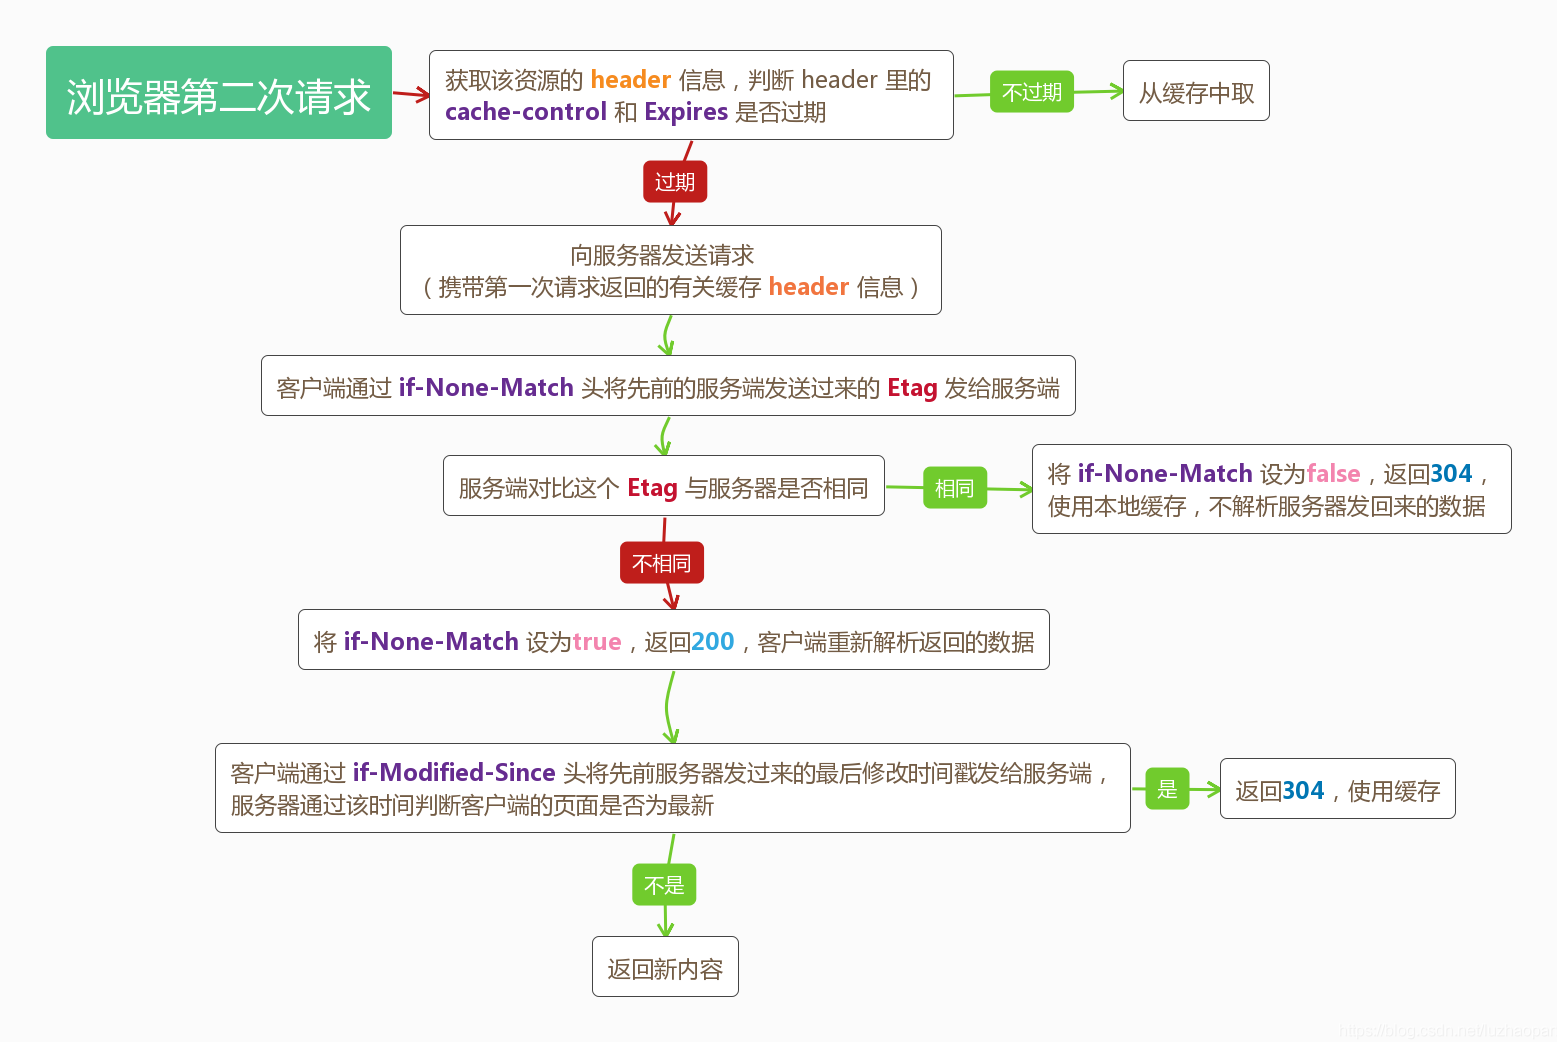 浏览器第二次请求
获取该资源的 header 信息，判断 header 里的
cache-control 和 Expires 是否过期
不过期
从缓存中取
过期
向服务器发送请求
（携带第一次请求返回的有关缓存 header 信息）
客户端通过 if-None-Match 头将先前的服务端发送过来的 Etag 发给服务端
服务端对比这个 Etag 与服务器是否相同
相同
将 if-None-Match 设为false，返回304，
使用本地缓存，不解析服务器发回来的数据
不相同
将 if-None-Match 设为true，返回200，客户端重新解析返回的数据
客户端通过 if-Modified-Since 头将先前服务器发过来的最后修改时间戳发给服务端，
服务器通过该时间判断客户端的页面是否为最新
是
返回304，使用缓存
不是
返回新内容
https://blog.csdn.net/luzhaopan